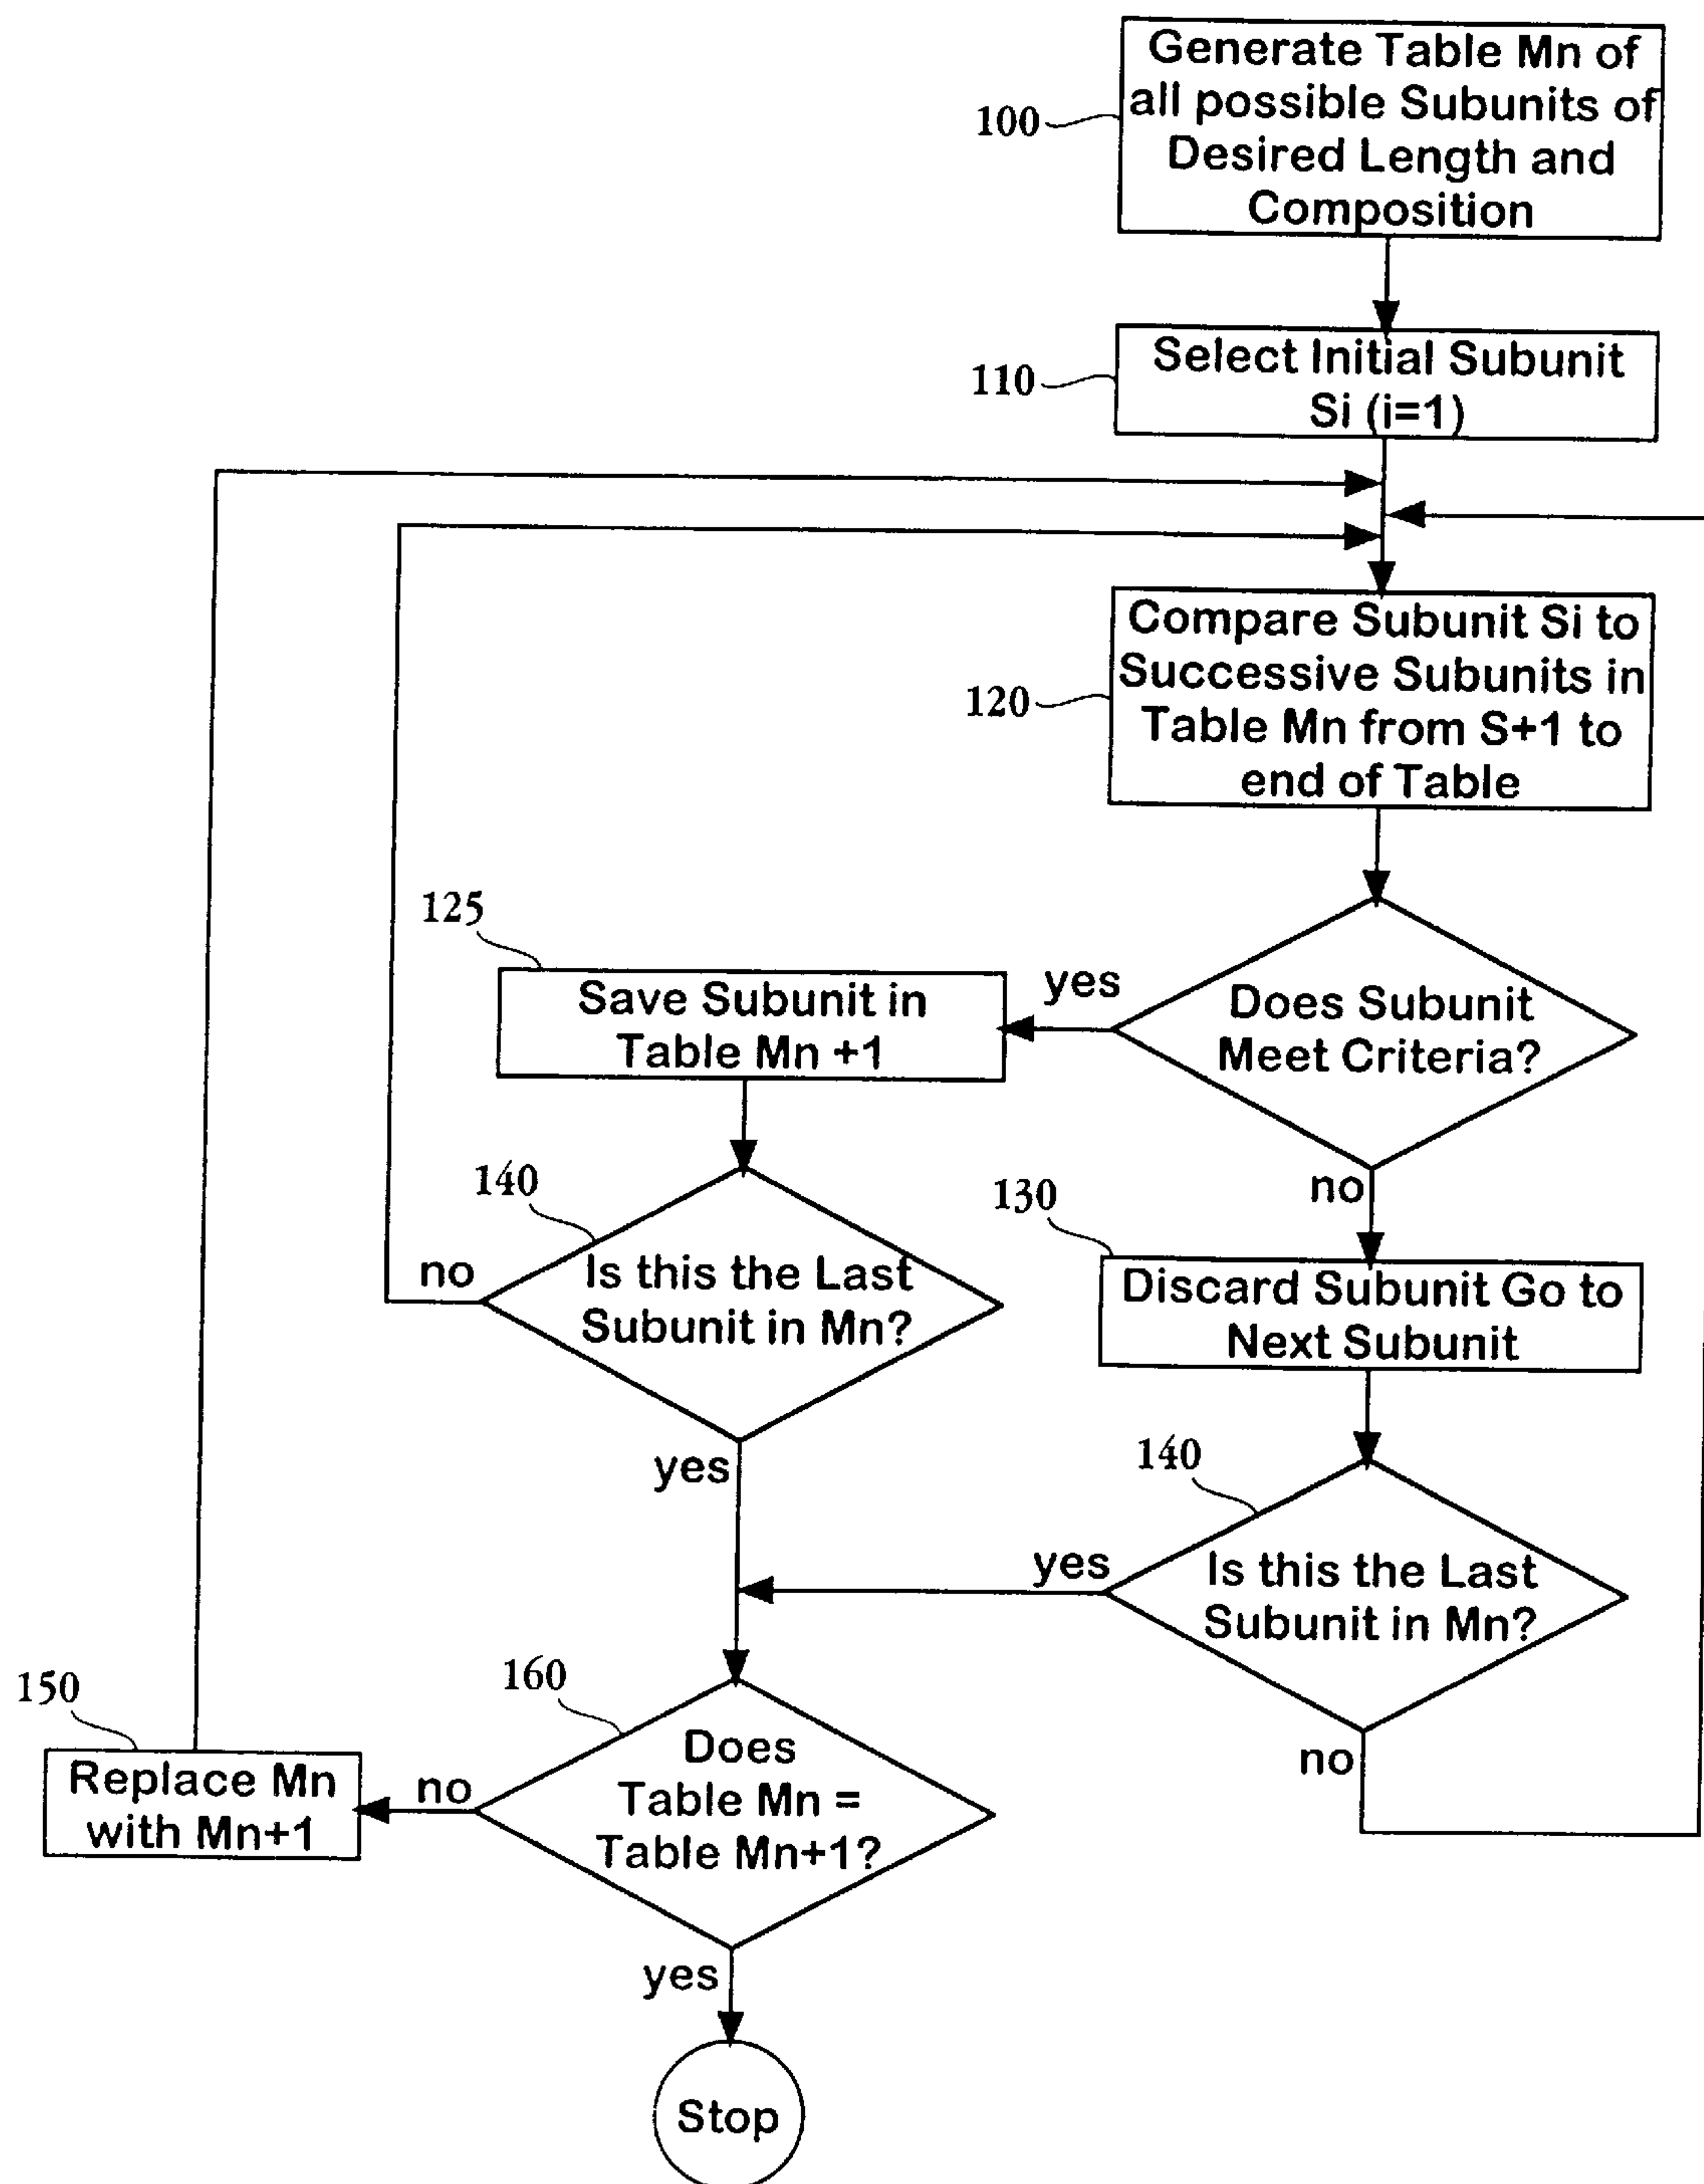 Generate Table Mn of
all possible Subunits of
Desired Length and
Composition
100
Select Initial Subunit
Si (i=1)
110
Compare Subunit Si to
Successive Subunits in
Table Mn from S+1 to
end of Table
120
Does Subunit
Meet Criteria?
yes
no
125
Save Subunit in
Table Mn +1
140
Is this the Last
Subunit in Mn?
no
yes
130
Discard Subunit Go to
Next Subunit
140
Is this the Last
Subunit in Mn?
yes
no
160
Does
Table Mn =
Table Mn+1?
no
yes
150
Replace Mn
with Mn+1
Stop